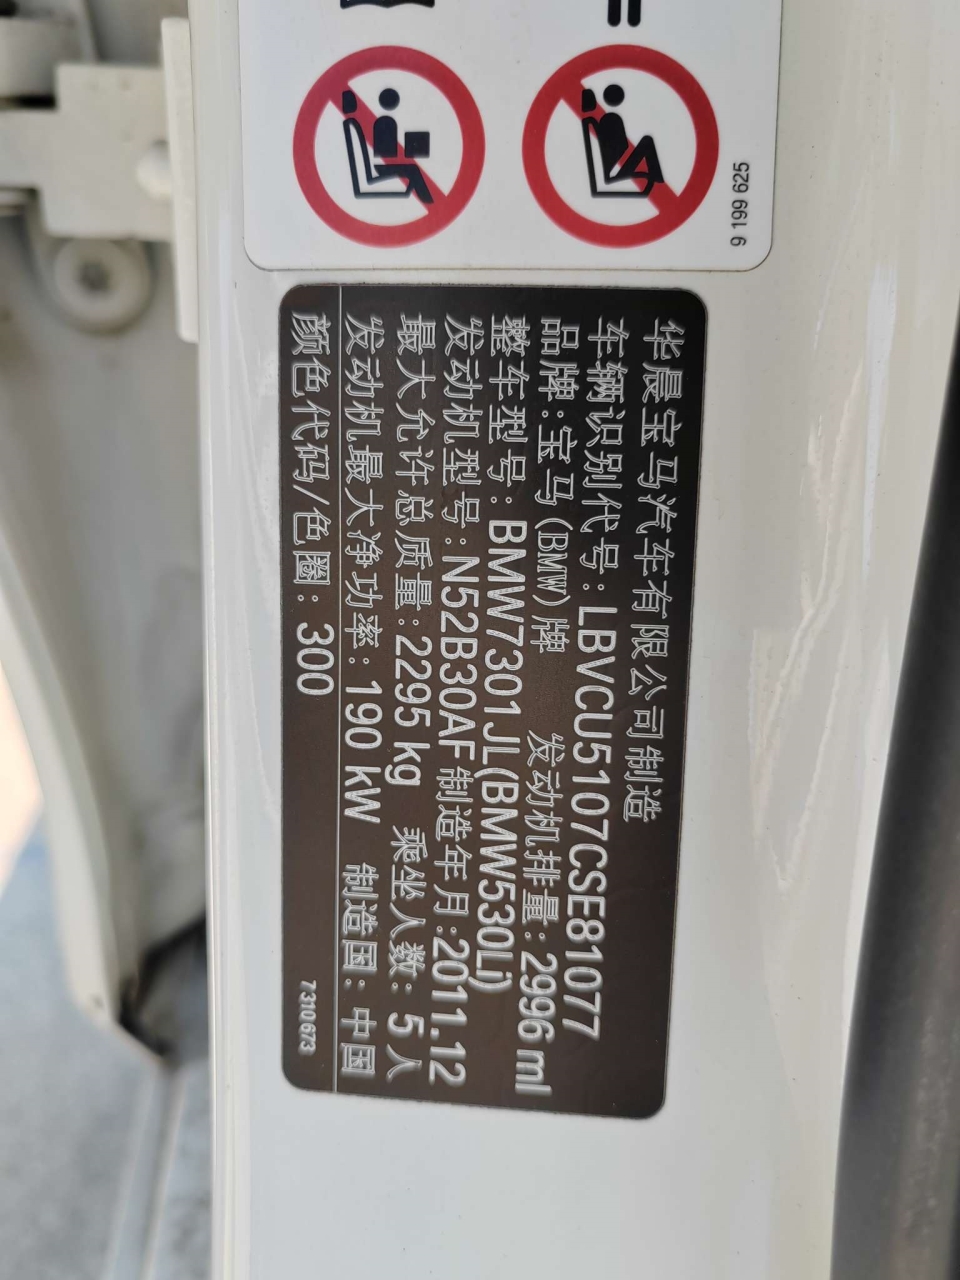 9 199 625
华晨宝马汽车有限公司制造
车辆识别代号:LBVCU5107CSE81077
品牌:宝马(BMW)牌 发动机排量:2996 ml
整车型号:BMW7301JL(BMW530Li)
发动机型号:N52B30AF 制造年月:2011.12
最大允许总质量:2295 kg 乘坐人数: 5 人
发动机最大净功率:190 kW 制造国: 中国
颜色代码/色圈: 300
7310673